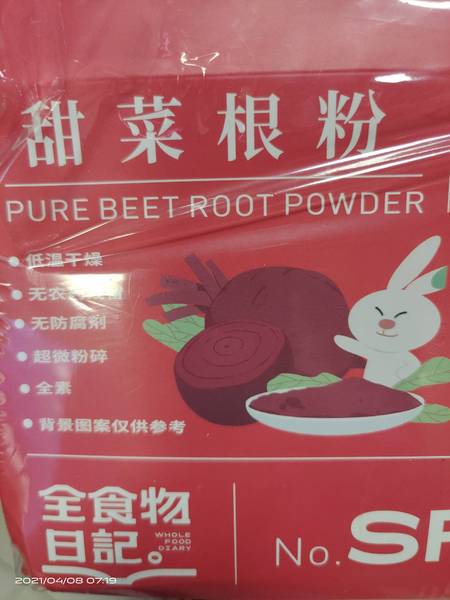 甜菜根粉
PURE BEET ROOT POWDER
低温干燥
无防腐剂
超微粉碎
全素
背景图案仅供参考
全食物
日記。
WHOLE
FOOD
DIARY
No.
2021/04/08 07:19